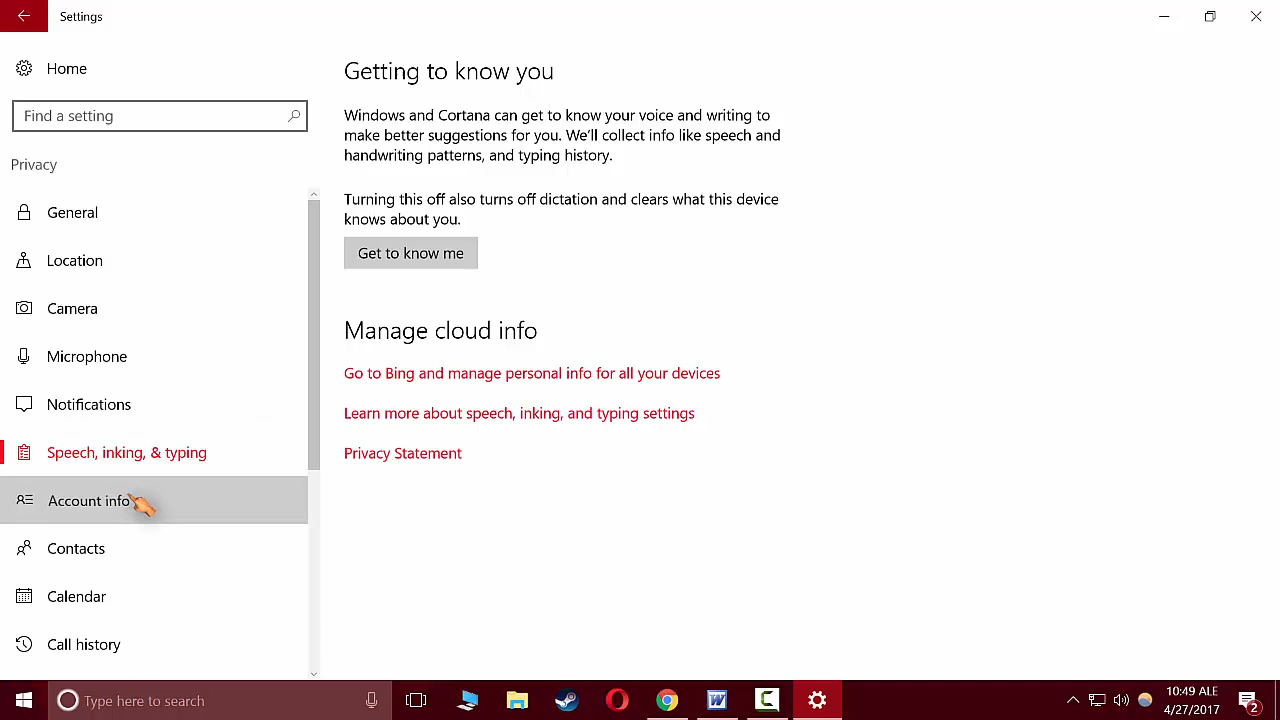 Settings
Home
Find a setting
Privacy
General
Location
Camera
Microphone
Notifications
Speech, inking, & typing
Account info
Contacts
Calendar
Call history
Getting to know you
Windows and Cortana can get to know your voice and writing to
make better suggestions for you. We'll collect info like speech and
handwriting patterns, and typing history.
Turning this off also turns off dictation and clears what this device
knows about you.
Get to know me
Manage cloud info
Go to Bing and manage personal info for all your devices
Learn more about speech, inking, and typing settings
Privacy Statement
Type here to search
10:49 ALE
4/27/2017
2